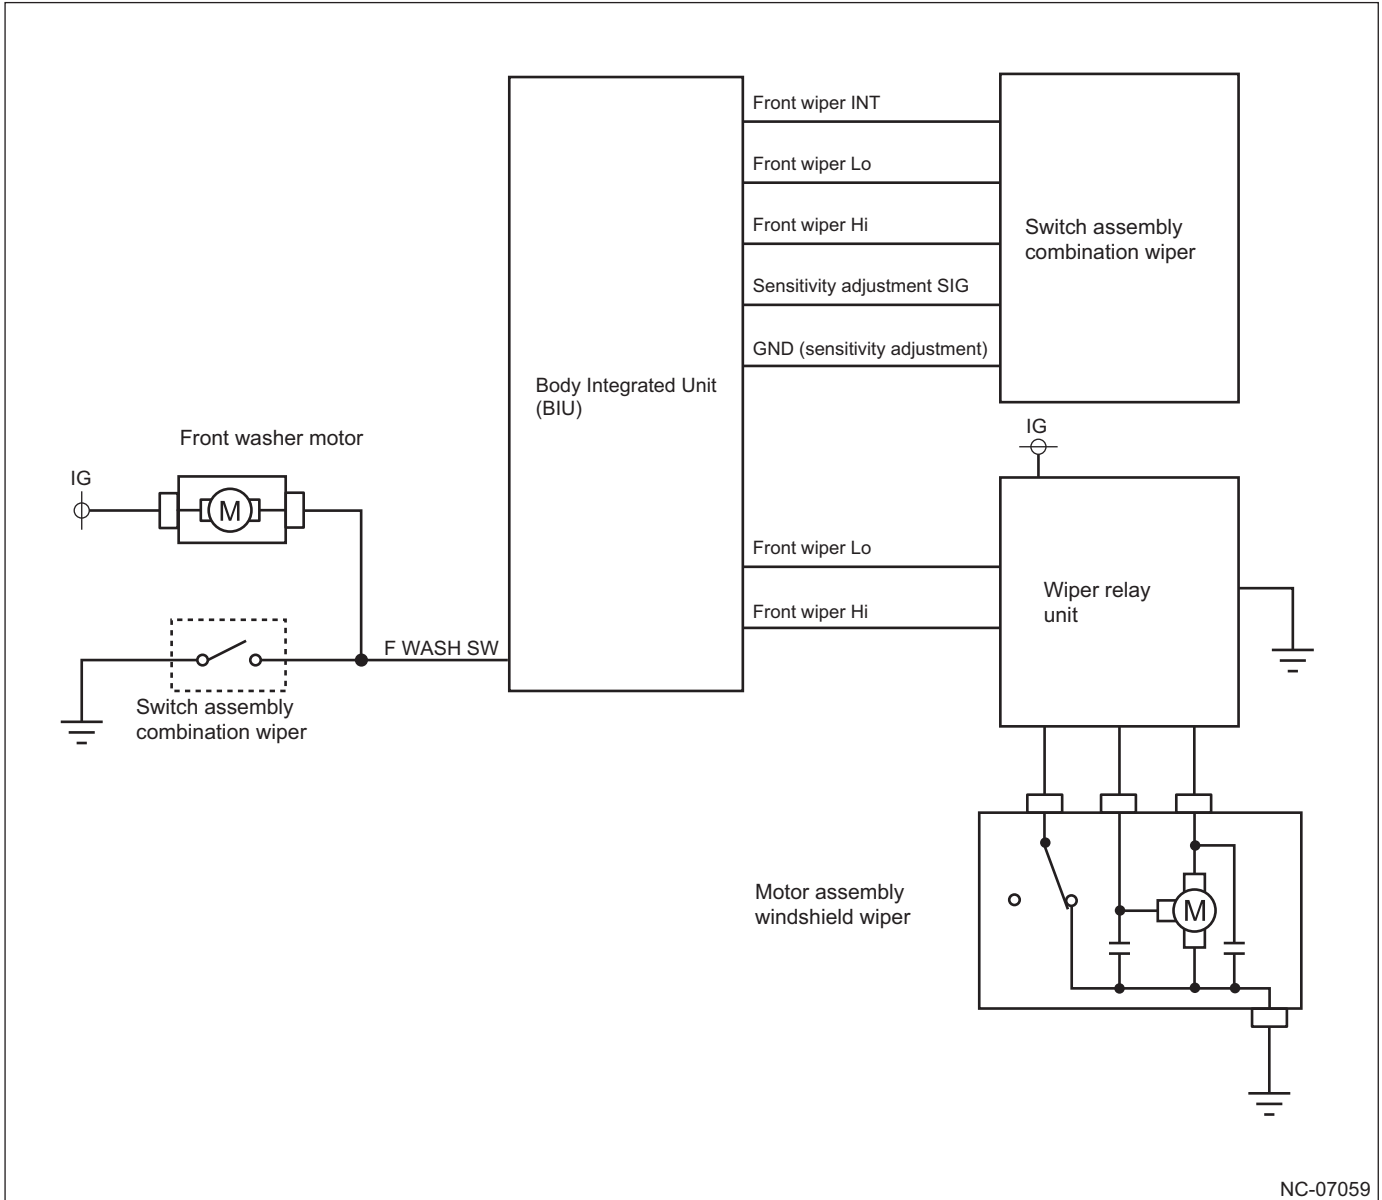 Front wiper INT
Front wiper Lo
Front wiper Hi
Sensitivity adjustment SIG
GND (sensitivity adjustment)
Switch assembly
combination wiper
Body Integrated Unit
(BIU)
Front washer motor
IG
M
F WASH SW
Switch assembly
combination wiper
IG
Front wiper Lo
Front wiper Hi
Wiper relay
unit
Motor assembly
windshield wiper
M
NC-07059